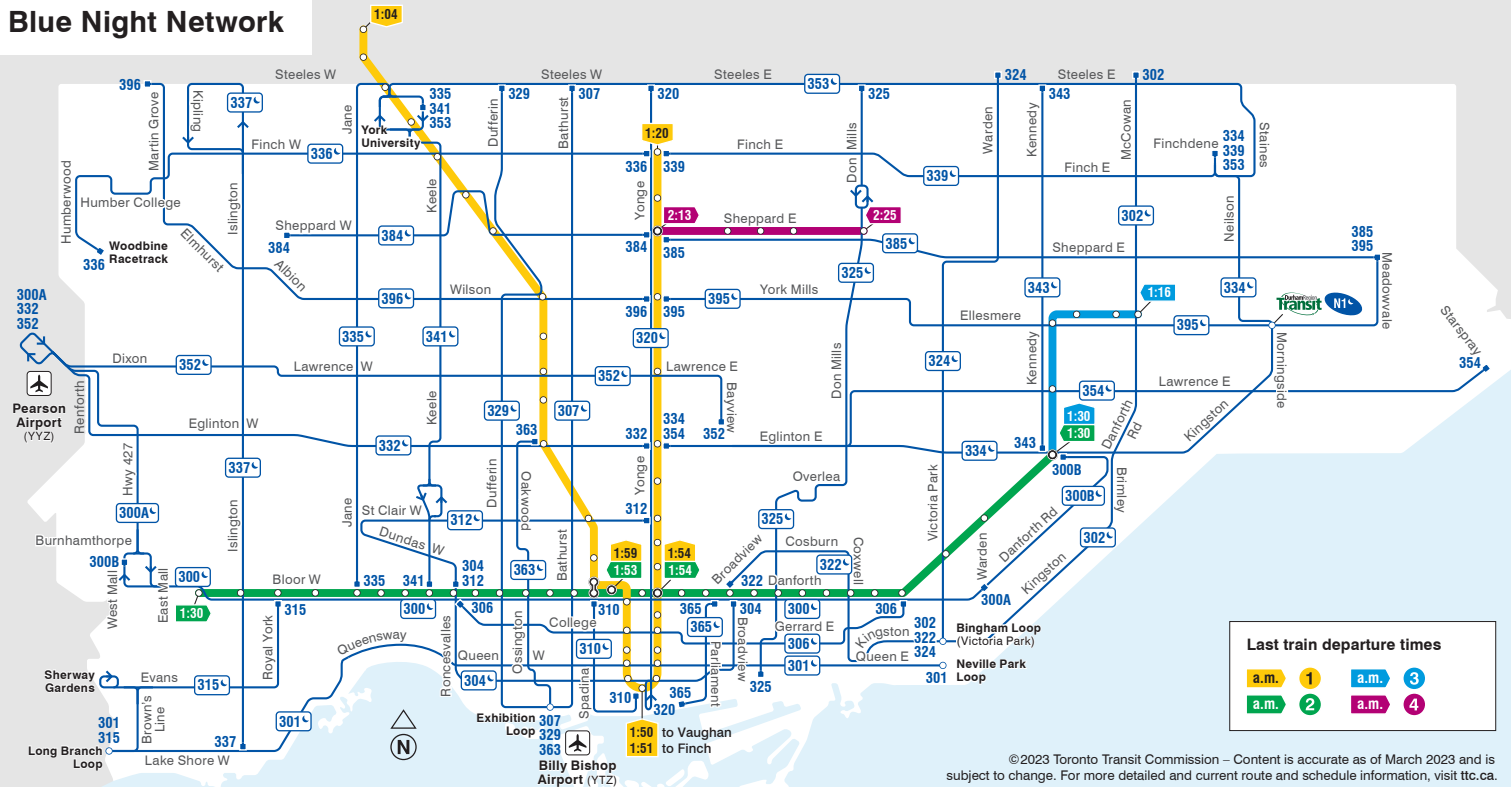 Blue Night Network
1:04
Steeles W
Steeles W
Steeles E
353
Steeles E
396
337
335
341
353
329
307
320
325
324
343
302
Martin Grove
Kipling
Jane
York
University
Dufferin
Bathurst
1:20
Don Mills
Warden
Kennedy
McCowan
Staines
Finchdene
334
339
353
Finch W
336
336
339
Finch E
339
Finch E
Humberwood
Humber College
Islington
Keele
Yonge
2:13
Sheppard E
2:25
302
Neilson
Sheppard W
384
384
384
385
385
Sheppard E
385
395
Woodbine
Racetrack
336
Elmhurst
Albion
396
Wilson
396
395
395
York Mills
325
343
1:16
334
DurhamRegion
Transit
N1
Meadowvale
300A
332
352
Ellesmere
395
335
341
320
324
Kennedy
Morningside
Starspray
354
Dixon
352
Lawrence W
352
Lawrence E
Don Mills
354
Lawrence E
Pearson
Airport
(YYZ)
Renforth
Keele
329
307
Bayview
352
1:30
1:30
Danforth
Rd
Kingston
Eglinton W
332
363
332
334
354
Eglinton E
334
343
300B
Hwy 427
337
Dufferin
Oakwood
Yonge
Overlea
Victoria Park
300B
Brimley
300A
Islington
Jane
St Clair W
312
312
325
Danforth Rd
302
Burnhamthorpe
Dundas W
Bathurst
1:59
1:53
1:54
1:54
Broadview
Cosburn
322
Coxwell
Warden
Kingston
300B
West Mall
East Mall
300
1:30
Bloor W
335
341
304
312
363
322
Danforth
300A
315
300
306
310
365
304
300
306
Royal York
College
365
Gerrard E
306
Kingston
302
322
324
Bingham Loop
(Victoria Park)
Queensway
Roncesvalles
Ossington
310
Parliament
Broadview
Queen W
304
301
Queen E
301
Neville Park
Loop
Sherway
Gardens
Evans
315
Spadina
310
320
365
325
Brown's
Line
301
Exhibition
Loop
307
329
363
301
315
Long Branch
Loop
337
Lake Shore W
N
Billy Bishop
Airport (YTZ)
1:50 to Vaughan
1:51 to Finch
Last train departure times
a.m. 1
a.m. 3
a.m. 2
a.m. 4
©2023 Toronto Transit Commission – Content is accurate as of March 2023 and is
subject to change. For more detailed and current route and schedule information, visit ttc.ca.